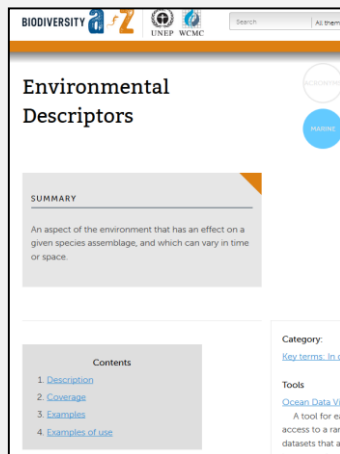 BIODIVERSITY a z
UNEP WCMC
Search
All them
Environmental
Descriptors
ACRONYMS
MARINE
SUMMARY
An aspect of the environment that has an effect on a
given species assemblage, and which can vary in time
or space.
Contents
1. Description
2. Coverage
3. Examples
4. Examples of use
Category:
Key terms: In
Tools
Ocean Data Vi
A tool for ea
access to a ran
datasets that a